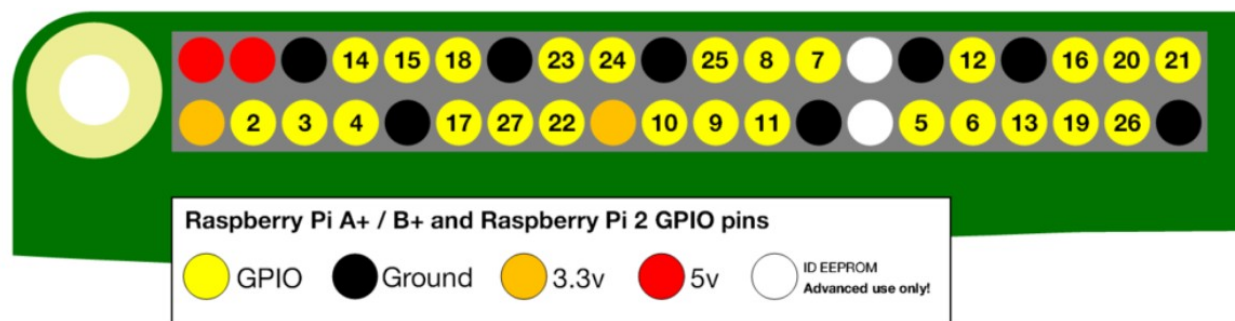 14 15 18 23 24 25 8 7 12 16 20 21
2 3 4 17 27 22 10 9 11 5 6 13 19 26
Raspberry Pi A+ / B+ and Raspberry Pi 2 GPIO pins
GPIO Ground 3.3v 5v ID EEPROM
Advanced use only!